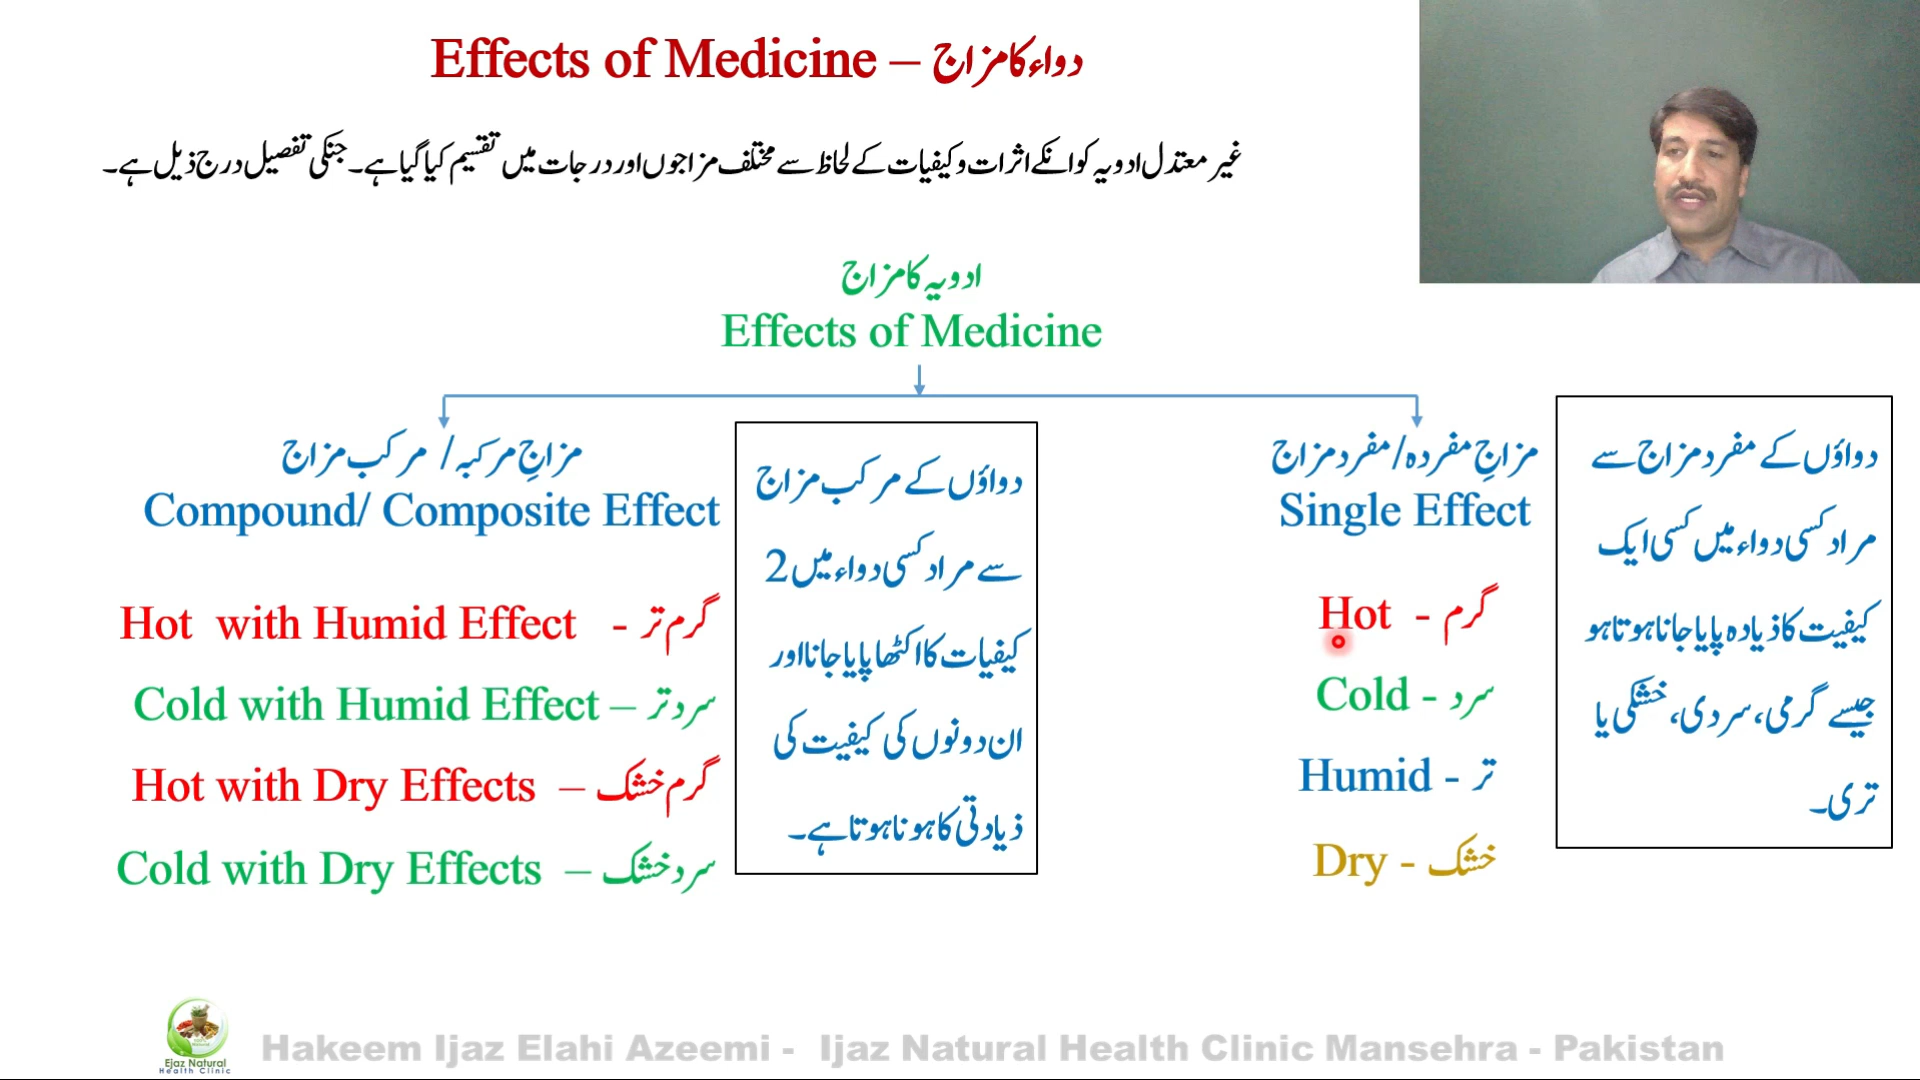 Effects of Medicine – دواء کا مزاج
غیر معتدل ادویہ کو انکے اثرات و کیفیات کے لحاظ سے مختلف مزاجوں اور درجات میں تقسیم کیا گیا ہے۔ جنکی تفصیل درج ذیل ہے۔
ادویہ کا مزاج
Effects of Medicine
مزاجِ مرکبہ / مرکب مزاج
Compound/ Composite Effect
Hot with Humid Effect - گرم تر
Cold with Humid Effect – سرد تر
Hot with Dry Effects – گرم خشک
Cold with Dry Effects – سرد خشک
دواؤں کے مرکب مزاج
سے مراد کسی دواء میں 2
کیفیات کا اکٹھا پایا جانا اور
ان دونوں کی کیفیت کی
ذیادتی کا ہونا ہوتا ہے۔
مزاجِ مفردہ/مفرد مزاج
Single Effect
Hot - گرم
Cold - سرد
Humid - تر
Dry - خشک
دواؤں کے مفرد مزاج سے
مراد کسی دواء میں کسی ایک
کیفیت کا ذیادہ پایا جانا ہوتا ہو
جیسے گرمی، سردی، خشکی یا
تری۔
Ejaz Natural
Health Clinic
Hakeem Ijaz Elahi Azeemi - Ijaz Natural Health Clinic Mansehra - Pakistan